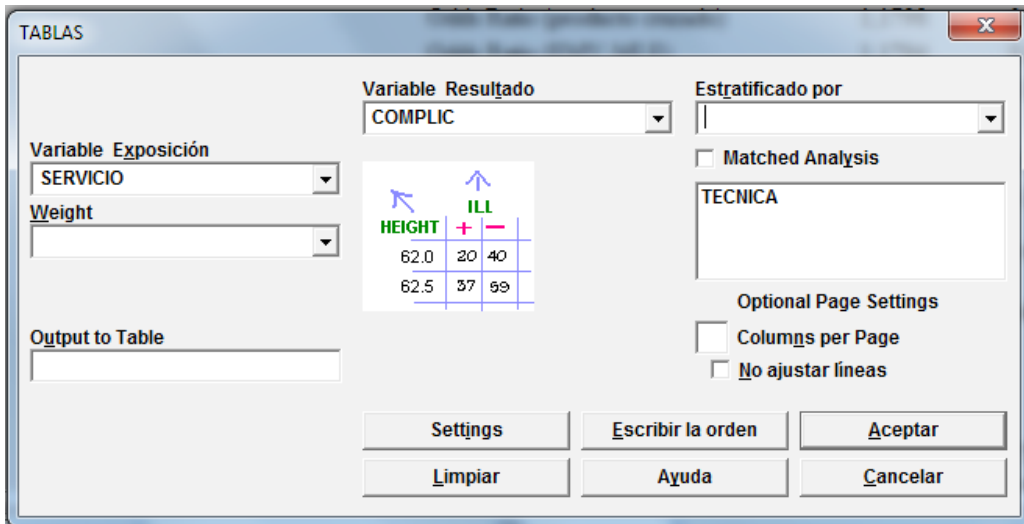 TABLAS
Variable Resultado
COMPLIC
Estratificado por
Variable Exposición
SERVICIO
Matched Analysis
Weight
TECNICA
ILL
HEIGHT + −
62.0 20 40
62.5 37 59
Optional Page Settings
Output to Table
Columns per Page
No ajustar líneas
Settings
Escribir la orden
Aceptar
Limpiar
Ayuda
Cancelar